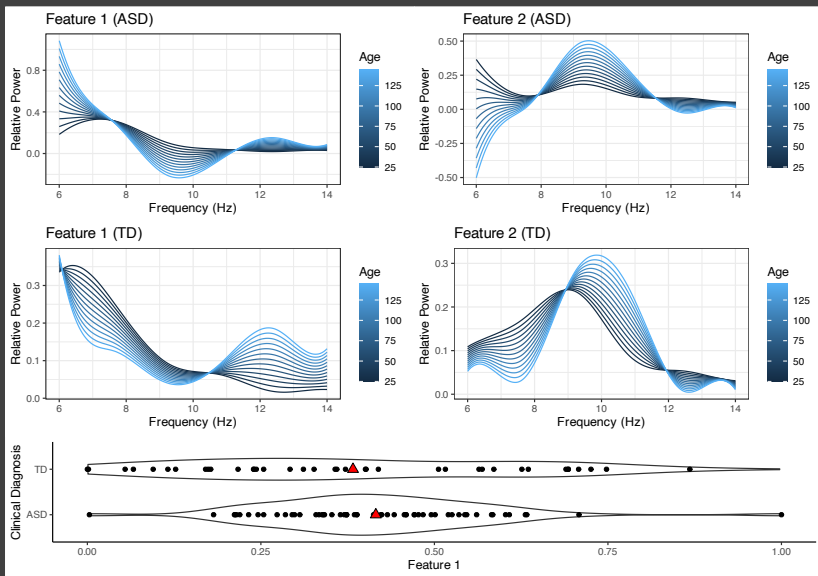 Feature 1 (ASD)
Relative Power
0.8
0.4
0.0
6 8 10 12 14
Frequency (Hz)
Age
125
100
75
50
25
Feature 2 (ASD)
Relative Power
0.50
0.25
0.00
-0.25
-0.50
6 8 10 12 14
Frequency (Hz)
Age
125
100
75
50
25
Feature 1 (TD)
Relative Power
0.3
0.2
0.1
0.0
6 8 10 12 14
Frequency (Hz)
Age
125
100
75
50
25
Feature 2 (TD)
Relative Power
0.3
0.2
0.1
0.0
6 8 10 12 14
Frequency (Hz)
Age
125
100
75
50
25
Clinical Diagnosis
TD
ASD
0.00 0.25 0.50 0.75 1.00
Feature 1